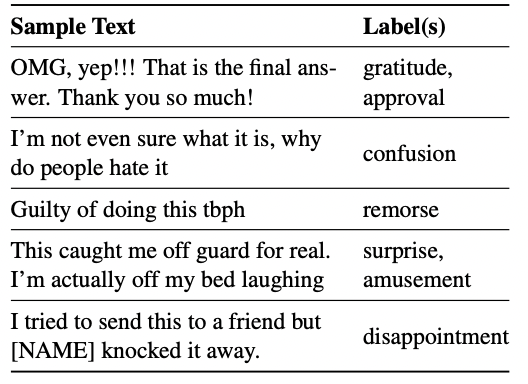 Sample Text Label(s)
OMG, yep!!! That is the final ans- gratitude,
wer. Thank you so much! approval
I'm not even sure what it is, why
do people hate it
confusion
Guilty of doing this tbph remorse
This caught me off guard for real. surprise,
I'm actually off my bed laughing amusement
I tried to send this to a friend but
[NAME] knocked it away.
disappointment